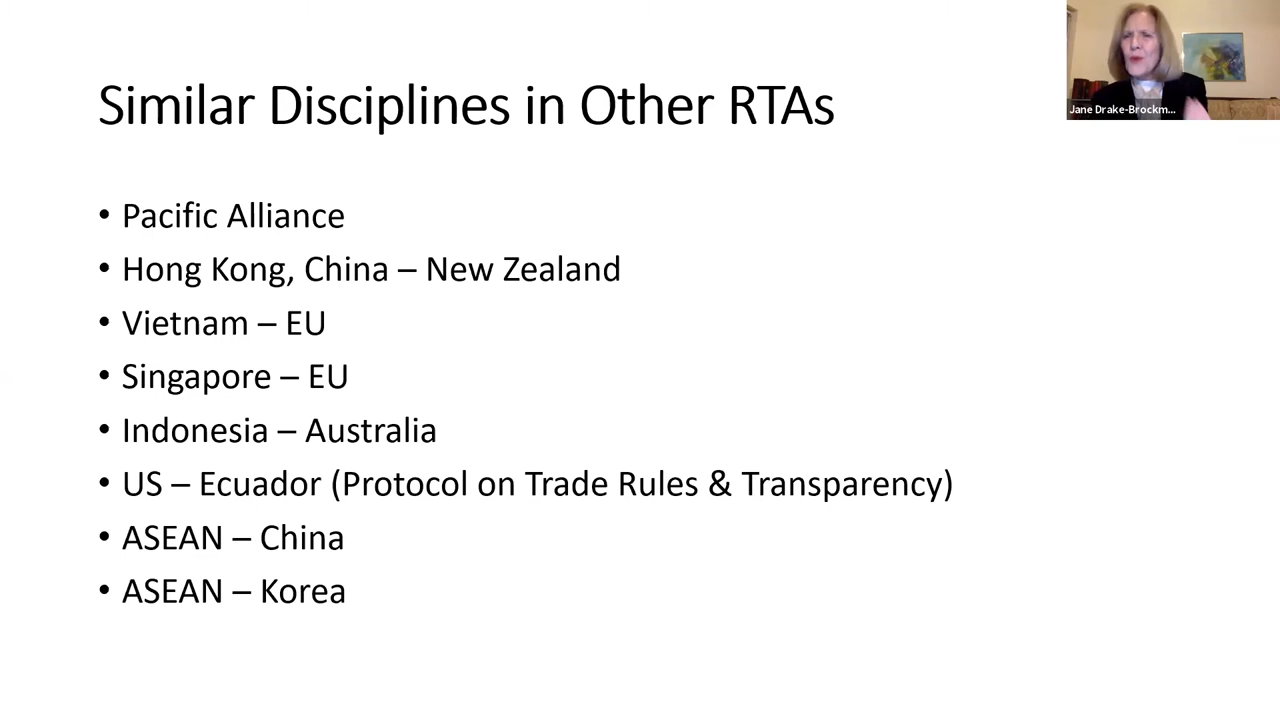 Similar Disciplines in Other RTAs
Jane Drake-Brockm...
• Pacific Alliance
• Hong Kong, China – New Zealand
• Vietnam – EU
• Singapore – EU
• Indonesia – Australia
• US – Ecuador (Protocol on Trade Rules & Transparency)
• ASEAN – China
• ASEAN – Korea